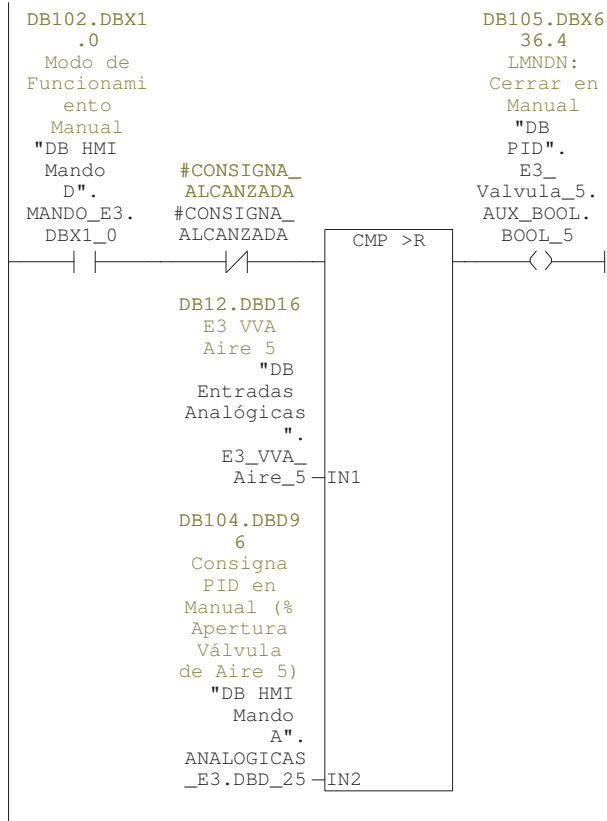 DB102.DBX1
.0
Modo de
Funcionami
ento
Manual
"DB HMI
Mando
D".
MANDO_E3.
DBX1_0
#CONSIGNA_
ALCANZADA
#CONSIGNA_
ALCANZADA
CMP >R
DB105.DBX6
36.4
LMNDN:
Cerrar en
Manual
"DB
PID".
E3_
Valvula_5.
AUX_BOOL.
BOOL_5
DB12.DBD16
E3 VVA
Aire 5
"DB
Entradas
Analógicas
".
E3_VVA_
Aire_5
IN1
DB104.DBD9
6
Consigna
PID en
Manual (%
Apertura
Válvula
de Aire 5)
"DB HMI
Mando
A".
ANALOGICAS
_E3.DBD_25
IN2